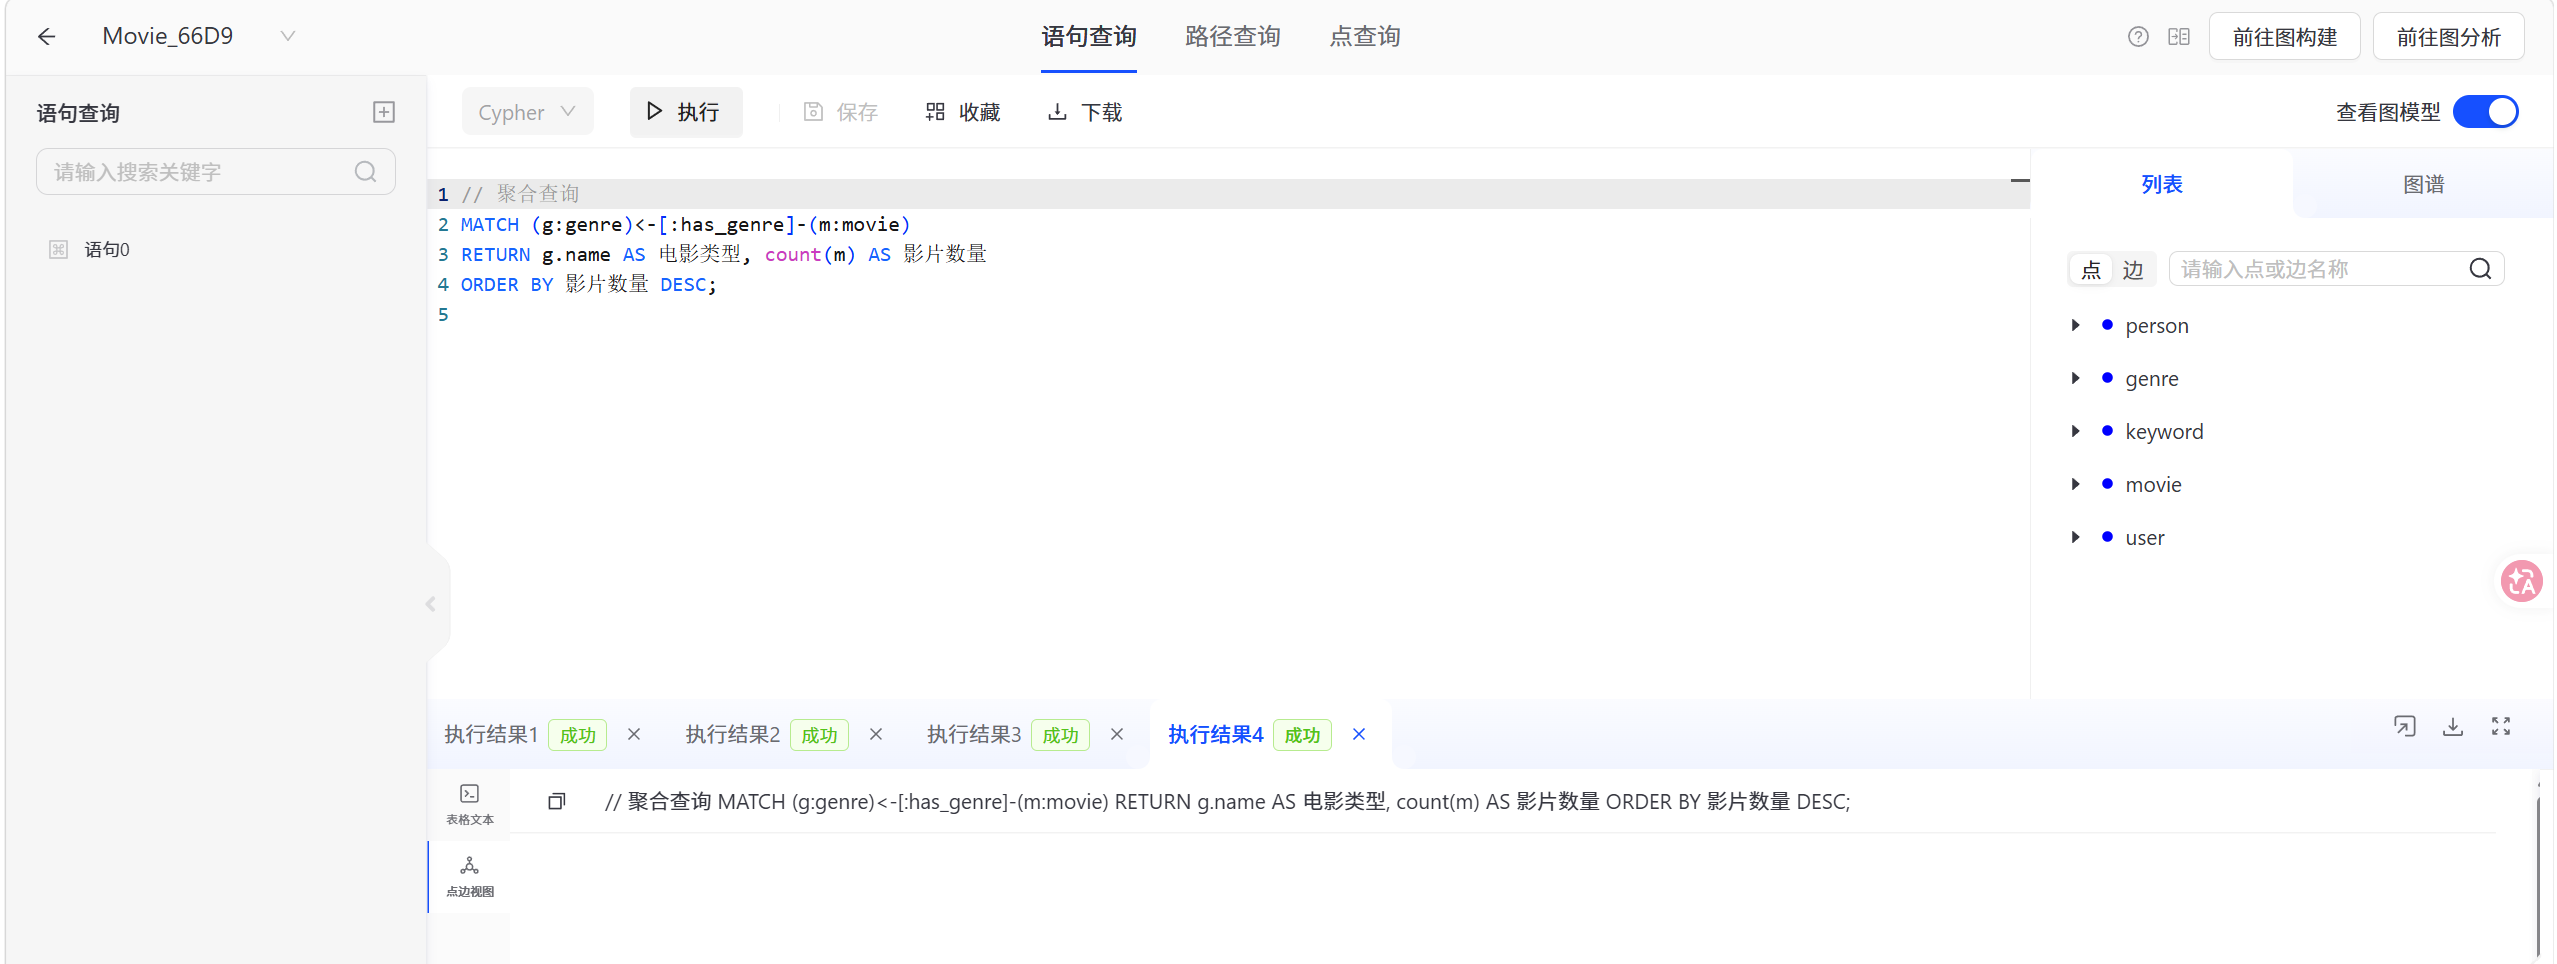 Movie_66D9
语句查询 路径查询 点查询
前往图构建 前往图分析
语句查询
请输入搜索关键字
语句0
Cypher 执行 保存 收藏 下载
查看图模型
1 // 聚合查询
2 MATCH (g:genre)<-[:has_genre]-(m:movie)
3 RETURN g.name AS 电影类型, count(m) AS 影片数量
4 ORDER BY 影片数量 DESC;
5
列表 图谱
点 边 请输入点或边名称
person
genre
keyword
movie
user
执行结果1 成功 执行结果2 成功 执行结果3 成功 执行结果4 成功
表格文本
// 聚合查询 MATCH (g:genre)<-[:has_genre]-(m:movie) RETURN g.name AS 电影类型, count(m) AS 影片数量 ORDER BY 影片数量 DESC;
点边视图